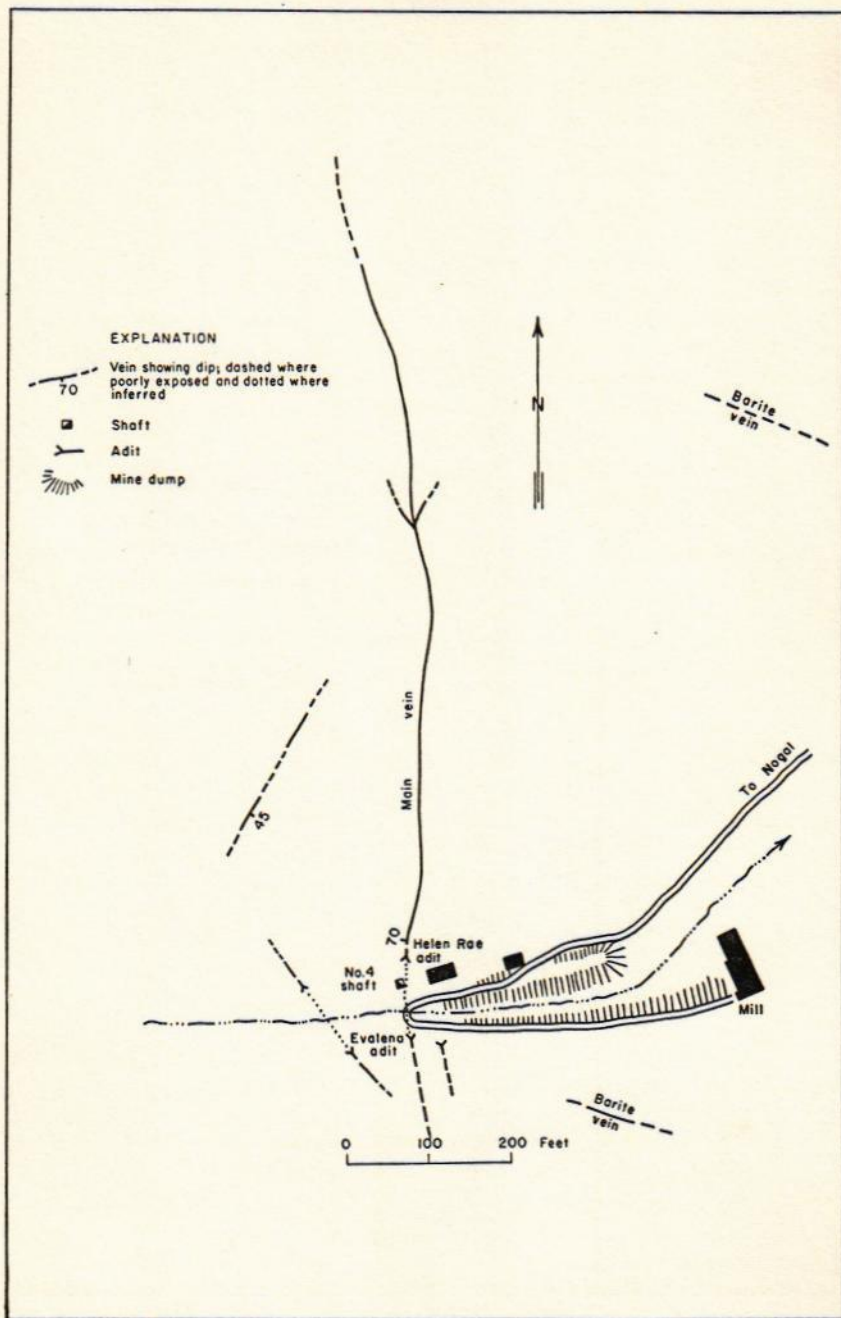 EXPLANATION
Vein showing dip; dashed where
poorly exposed and dotted where
inferred
70
Shaft
Adit
Mine dump
N
Barite
vein
Main vein
45
To Nogal
70
Helen Rae
adit
No. 4
shaft
Evalena
adit
Mill
Barite
vein
0 100 200 Feet